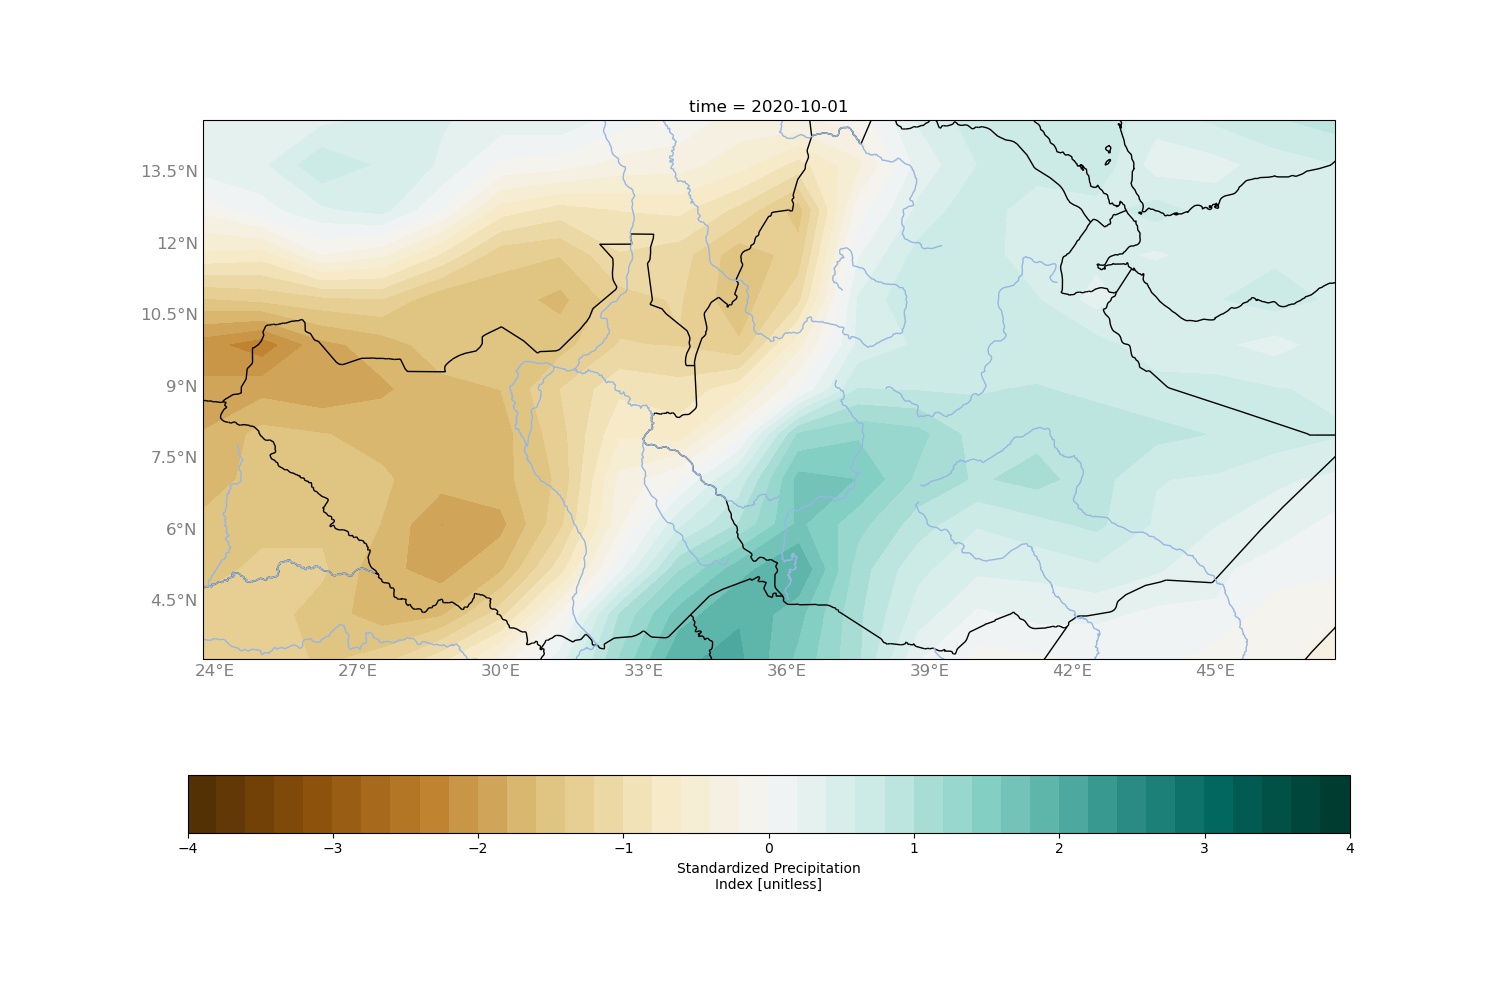 time = 2020-10-01
13.5°N
12°N
10.5°N
9°N
7.5°N
6°N
4.5°N
24°E 27°E 30°E 33°E 36°E 39°E 42°E 45°E
−4 −3 −2 −1 0 1 2 3 4
Standardized Precipitation
Index [unitless]